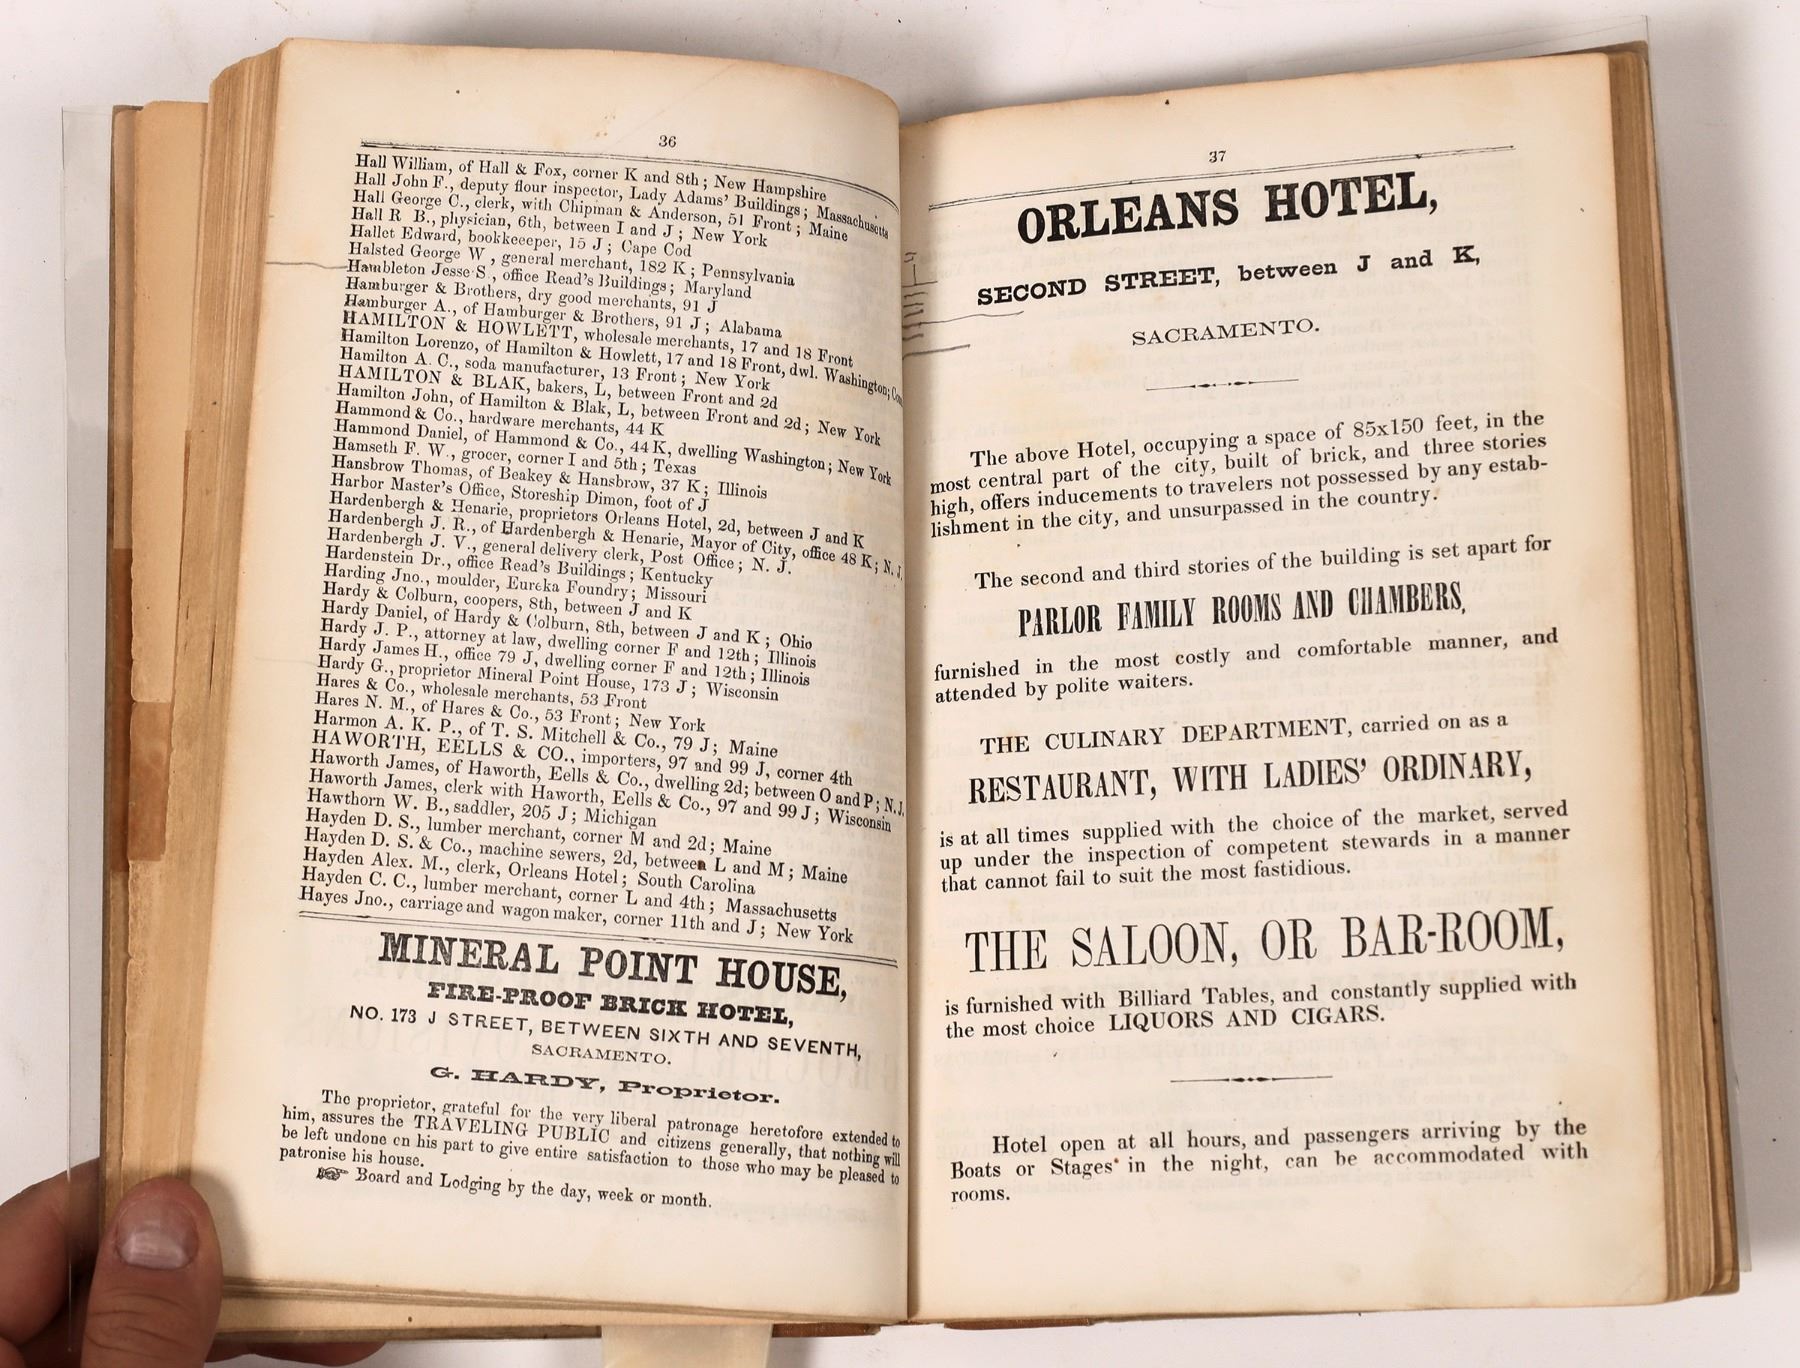 36
Hall William, of Hall & Fox, corner K and 8th; New Hampshire
Hall John F., deputy flour inspector, Lady Adams' Buildings; Massachusetts
Hall George C., clerk, with Chipman & Anderson, 51 Front; Maine
Hall R B., physician, 6th, between I and J; New York
Hallet Edward, bookkeeeper, 15 J; Cape Cod
Halsted George W, general merchant, 182 K; Pennsylvania
Hambleton Jesse S., office Read's Buildings; Maryland
Hamburger & Brothers, dry good merchants, 91 J
Hamburger A., of Hamburger & Brothers, 91 J; Alabama
HAMILTON & HOWLETT, wholesale merchants, 17 and 18 Front
Hamilton Lorenzo, of Hamilton & Howlett, 17 and 18 Front, dwl. Washington;
Hamilton A. C., soda manufacturer, 13 Front; New York
HAMILTON & BLAK, bakers, L, between Front and 2d
Hamilton John, of Hamilton & Blak, L, between Front and 2d; New York
Hammond & Co., hardware merchants, 44 K
Hammond Daniel, of Hammond & Co., 44 K, dwelling Washington; New York
Hamseth F. W., grocer, corner I and 5th; Texas
Hansbrow Thomas, of Beakey & Hansbrow, 37 K; Illinois
Harbor Master's Office, Storeship Dimon, foot of J
Hardenbergh & Henarie, proprietors Orleans Hotel, 2d, between J and K
Hardenbergh J. R., of Hardenbergh & Henarie, Mayor of City, office 48 K; N. J.
Hardenbergh J. V., general delivery clerk, Post Office; N. J.
Hardenstein Dr., office Read's Buildings; Kentucky
Harding Jno., moulder, Eureka Foundry; Missouri
Hardy & Colburn, coopers, 8th, between J and K
Hardy Daniel, of Hardy & Colburn, 8th, between J and K; Ohio
Hardy J. P., attorney at law, dwelling corner F and 12th; Illinois
Hardy James H., office 79 J, dwelling corner F and 12th; Illinois
Hardy G., proprietor Mineral Point House, 173 J; Wisconsin
Hares & Co., wholesale merchants, 53 Front
Hares N. M., of Hares & Co., 53 Front; New York
Harmon A. K. P., of T. S. Mitchell & Co., 79 J; Maine
HAWORTH, EELLS & CO., importers, 97 and 99 J, corner 4th
Haworth James, of Haworth, Eells & Co., dwelling 2d; between O and P; N. J.
Haworth James, clerk with Haworth, Eells & Co., 97 and 99 J; Wisconsin
Hawthorn W. B., saddler, 205 J; Michigan
Hayden D. S., lumber merchant, corner M and 2d; Maine
Hayden D. S. & Co., machine sewers, 2d, between L and M; Maine
Hayden Alex. M., clerk, Orleans Hotel; South Carolina
Hayden C. C., lumber merchant, corner L and 4th; Massachusetts
Hayes Jno., carriage and wagon maker, corner 11th and J; New York
MINERAL POINT HOUSE,
FIRE-PROOF BRICK HOTEL,
NO. 173 J STREET, BETWEEN SIXTH AND SEVENTH,
SACRAMENTO.
G. HARDY, Proprietor.
The proprietor, grateful for the very liberal patronage heretofore extended to
him, assures the TRAVELING PUBLIC and citizens generally, that nothing will
be left undone on his part to give entire satisfaction to those who may be pleased to
patronise his house.
☞ Board and Lodging by the day, week or month.
37
ORLEANS HOTEL,
SECOND STREET, between J and K,
SACRAMENTO.
The above Hotel, occupying a space of 85x150 feet, in the
most central part of the city, built of brick, and three stories
high, offers inducements to travelers not possessed by any estab-
lishment in the city, and unsurpassed in the country.
The second and third stories of the building is set apart for
PARLOR FAMILY ROOMS AND CHAMBERS,
furnished in the most costly and comfortable manner, and
attended by polite waiters.
THE CULINARY DEPARTMENT, carried on as a
RESTAURANT, WITH LADIES' ORDINARY,
is at all times supplied with the choice of the market, served
up under the inspection of competent stewards in a manner
that cannot fail to suit the most fastidious.
THE SALOON, OR BAR-ROOM,
is furnished with Billiard Tables, and constantly supplied with
the most choice LIQUORS AND CIGARS.
Hotel open at all hours, and passengers arriving by the
Boats or Stages in the night, can be accommodated with
rooms.